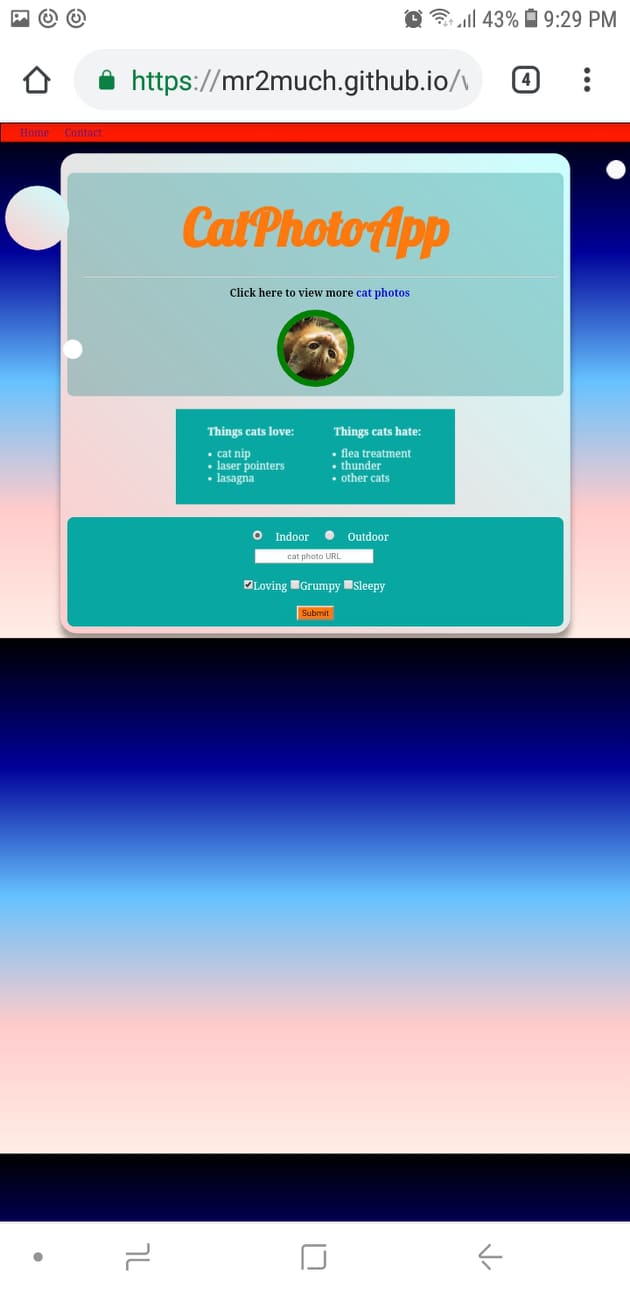 43% 9:29 PM
https://mr2much.github.io/ 4
Home Contact
CatPhotoApp
Click here to view more cat photos
Things cats love: Things cats hate:
• cat nip • flea treatment
• laser pointers • thunder
• lasagna • other cats
Indoor Outdoor
cat photo URL
Loving Grumpy Sleepy
Submit